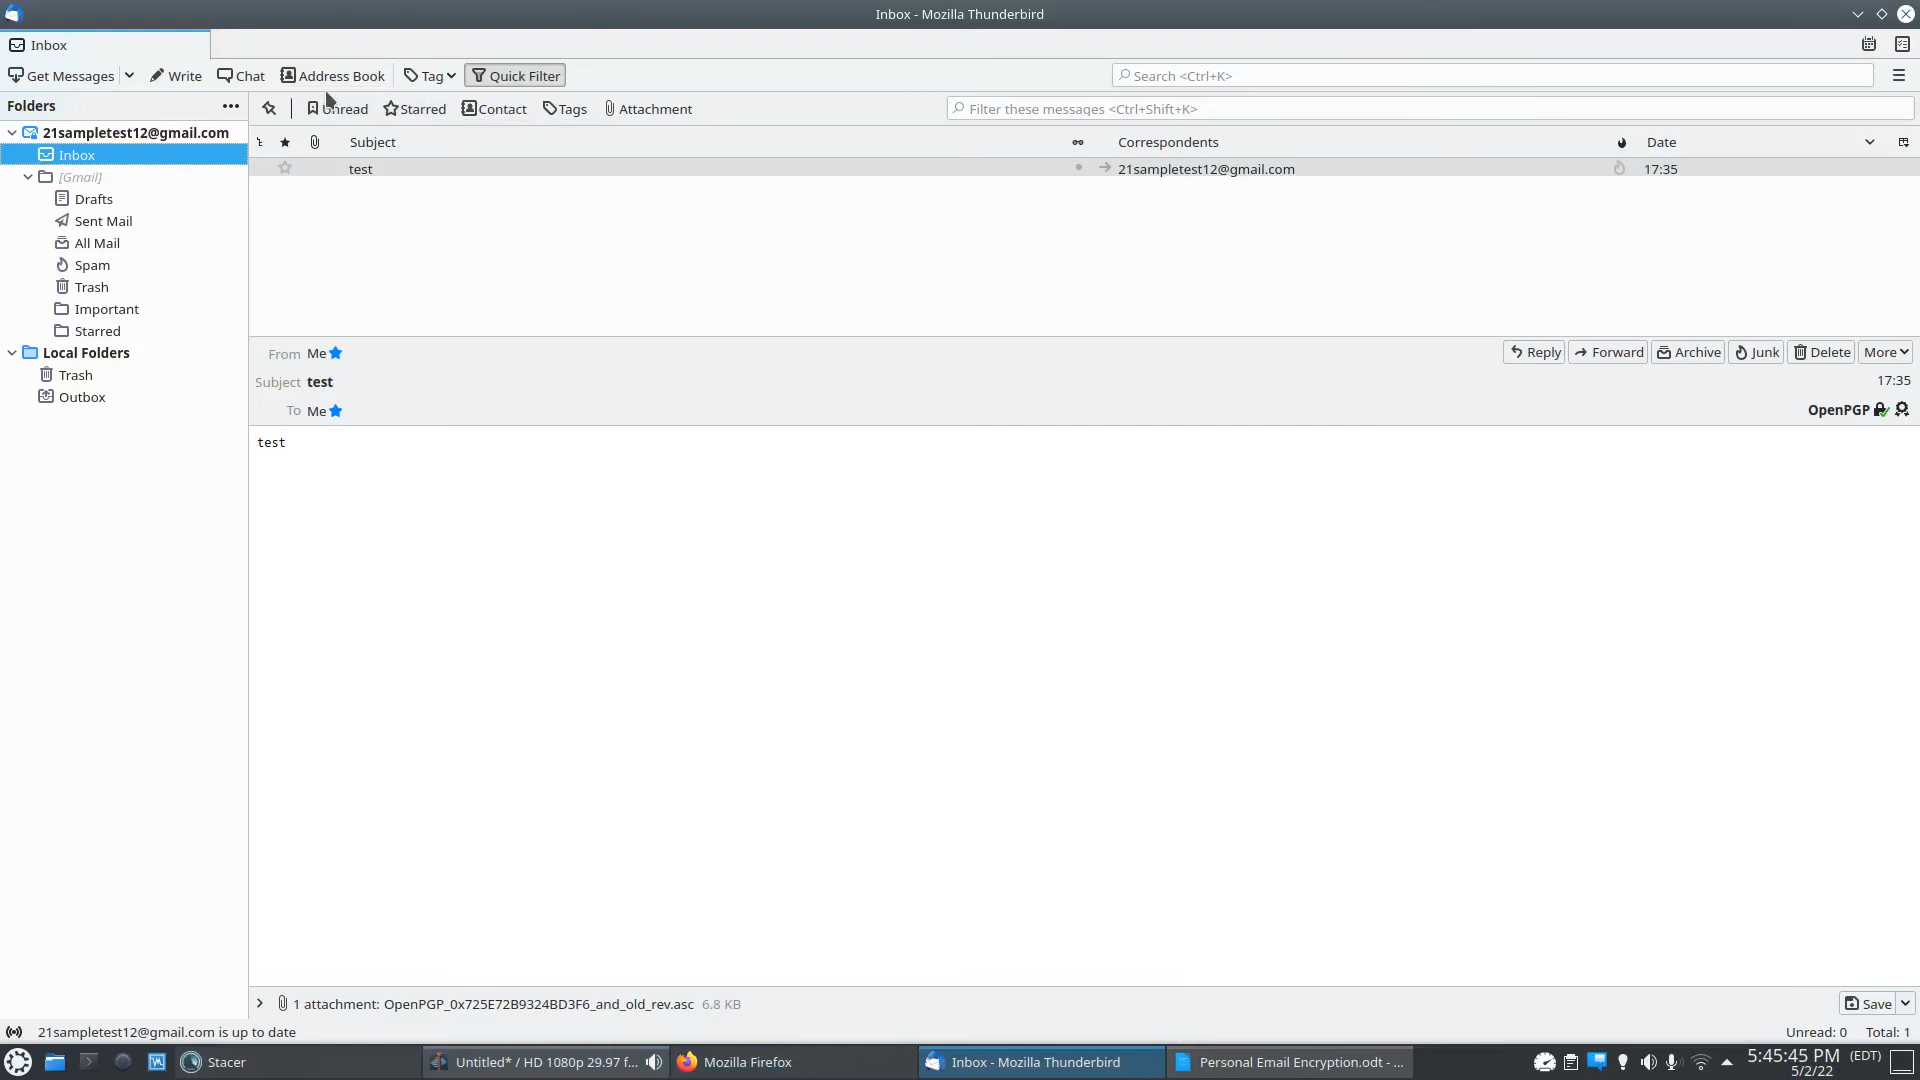 Inbox - Mozilla Thunderbird
Inbox
Get Messages Write Chat Address Book Tag Quick Filter Search <Ctrl+K>
Folders
Unread Starred Contact Tags Attachment Filter these messages <Ctrl+Shift+K>
21sampletest12@gmail.com
Subject Correspondents Date
Inbox
test 21sampletest12@gmail.com 17:35
[Gmail]
Drafts
Sent Mail
All Mail
Spam
Trash
Important
Starred
Local Folders
Trash
Outbox
From Me Reply Forward Archive Junk Delete More
Subject test 17:35
To Me OpenPGP
test
1 attachment: OpenPGP_0x725E72B9324BD3F6_and_old_rev.asc 6.8 KB Save
21sampletest12@gmail.com is up to date Unread: 0 Total: 1
Stacer Untitled* / HD 1080p 29.97 f... Mozilla Firefox Inbox - Mozilla Thunderbird Personal Email Encryption.odt - ... 5:45:45 PM (EDT)
5/2/22